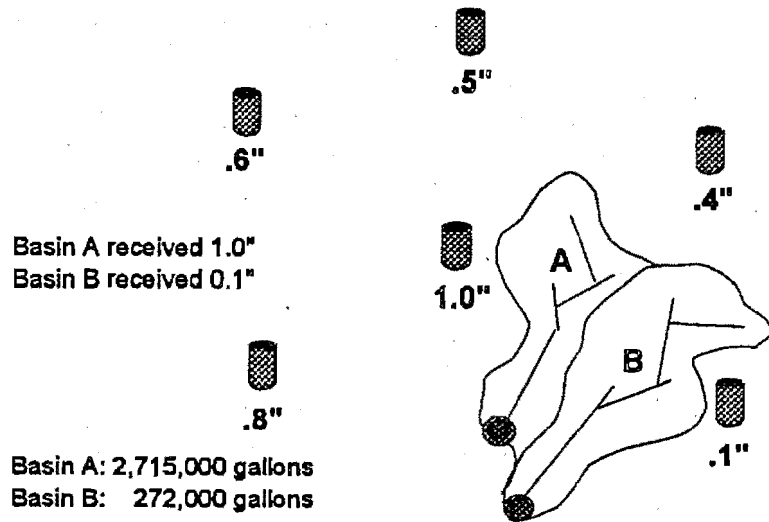 .5"
.6"
.4"
Basin A received 1.0"
Basin B received 0.1"
A
1.0"
B
.8"
.1"
Basin A: 2,715,000 gallons
Basin B: 272,000 gallons